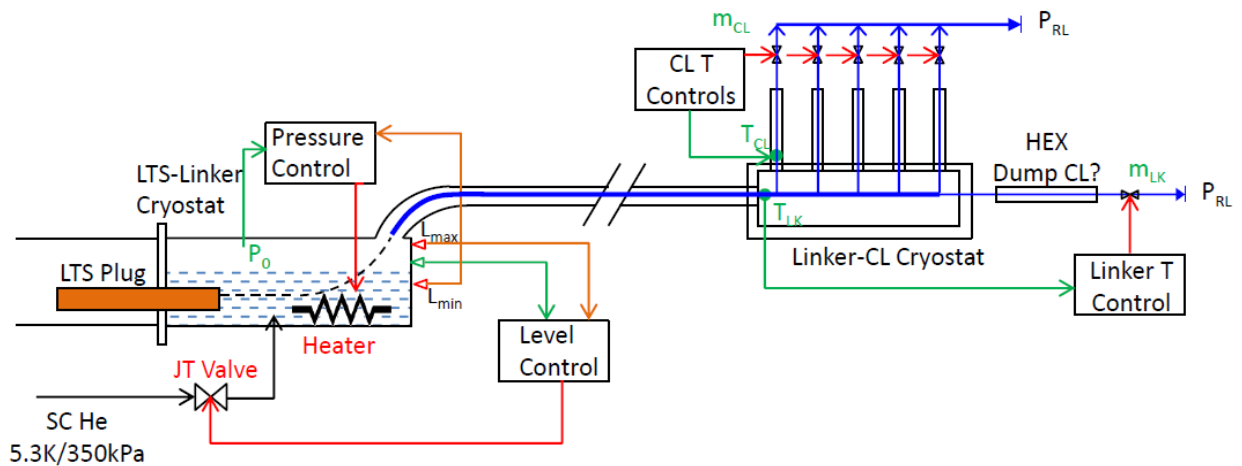 m_CL
P_RL
CL T
Controls
Pressure
Control
LTS-Linker
Cryostat
T_CL
HEX
Dump CL?
m_LK
P_RL
T_LK
L_max
P_0
Linker-CL Cryostat
LTS Plug
L_min
Linker T
Control
Heater
Level
Control
JT Valve
SC He
5.3K/350kPa